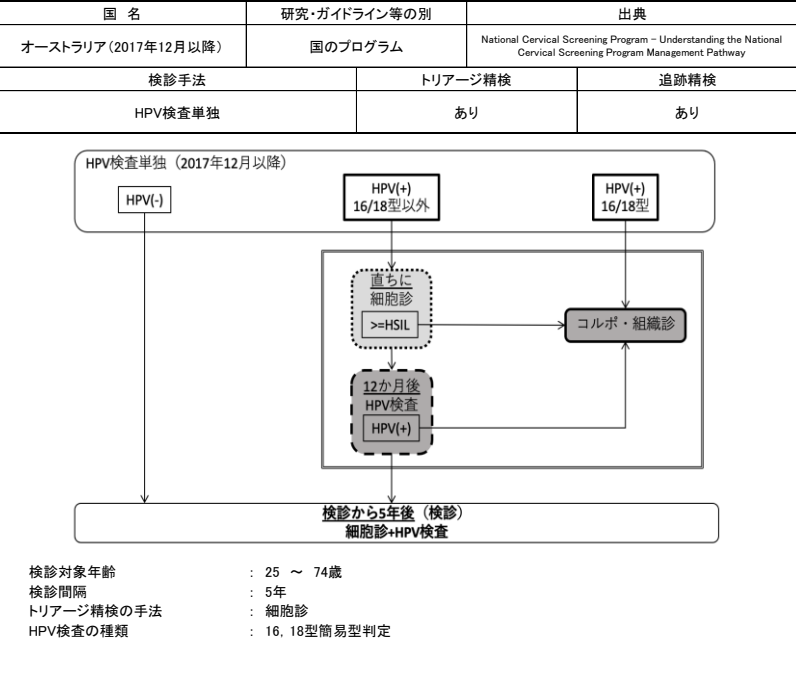 国 名 研究・ガイドライン等の別 出典
オーストラリア(2017年12月以降) 国のプログラム National Cervical Screening Program - Understanding the National
Cervical Screening Program Management Pathway
検診手法 トリアージ精検 追跡精検
HPV検査単独 あり あり
HPV検査単独（2017年12月以降）
HPV(-)
HPV(+)
16/18型以外
HPV(+)
16/18型
直ちに
細胞診
>=HSIL
コルポ・組織診
12か月後
HPV検査
HPV(+)
検診から5年後（検診）
細胞診+HPV検査
検診対象年齢 : 25 ～ 74歳
検診間隔 : 5年
トリアージ精検の手法 : 細胞診
HPV検査の種類 : 16, 18型簡易型判定